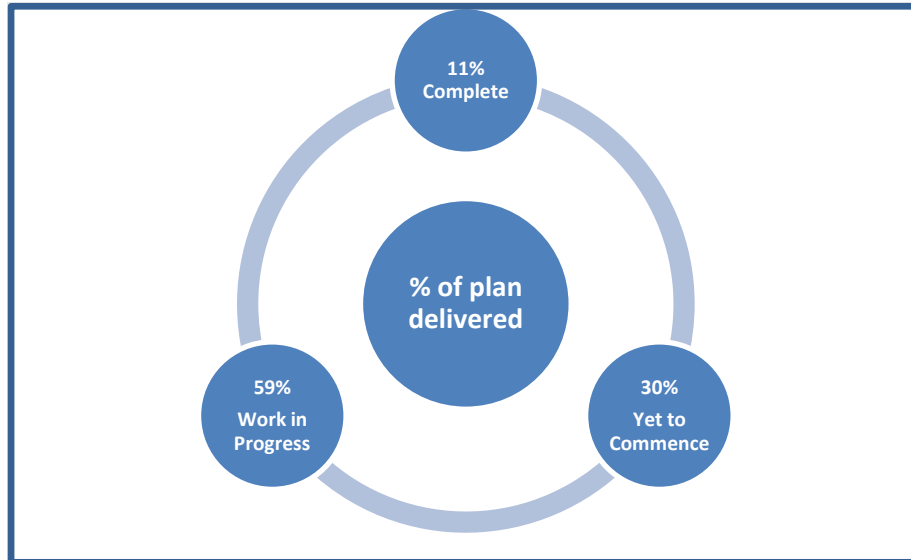 11%
Complete
% of plan
delivered
59%
Work in
Progress
30%
Yet to
Commence